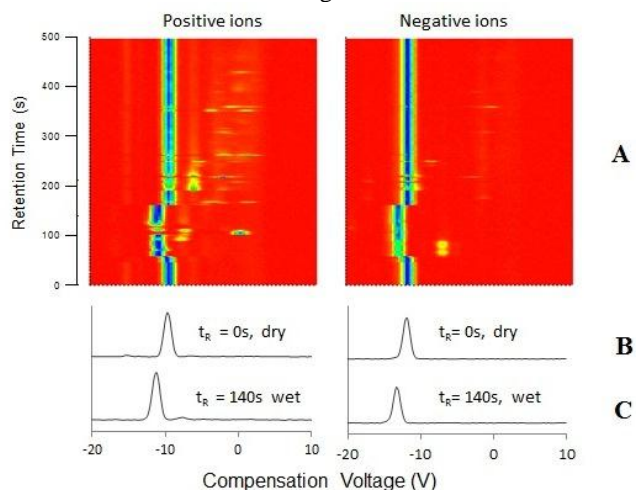 Positive ions Negative ions
500
400
300
200
100
0
Retention Time (s)
A
tR = 0s, dry tR= 0s, dry
B
tR = 140s wet tR= 140s, wet
C
-20 -10 0 10 -20 -10 0 10
Compensation Voltage (V)